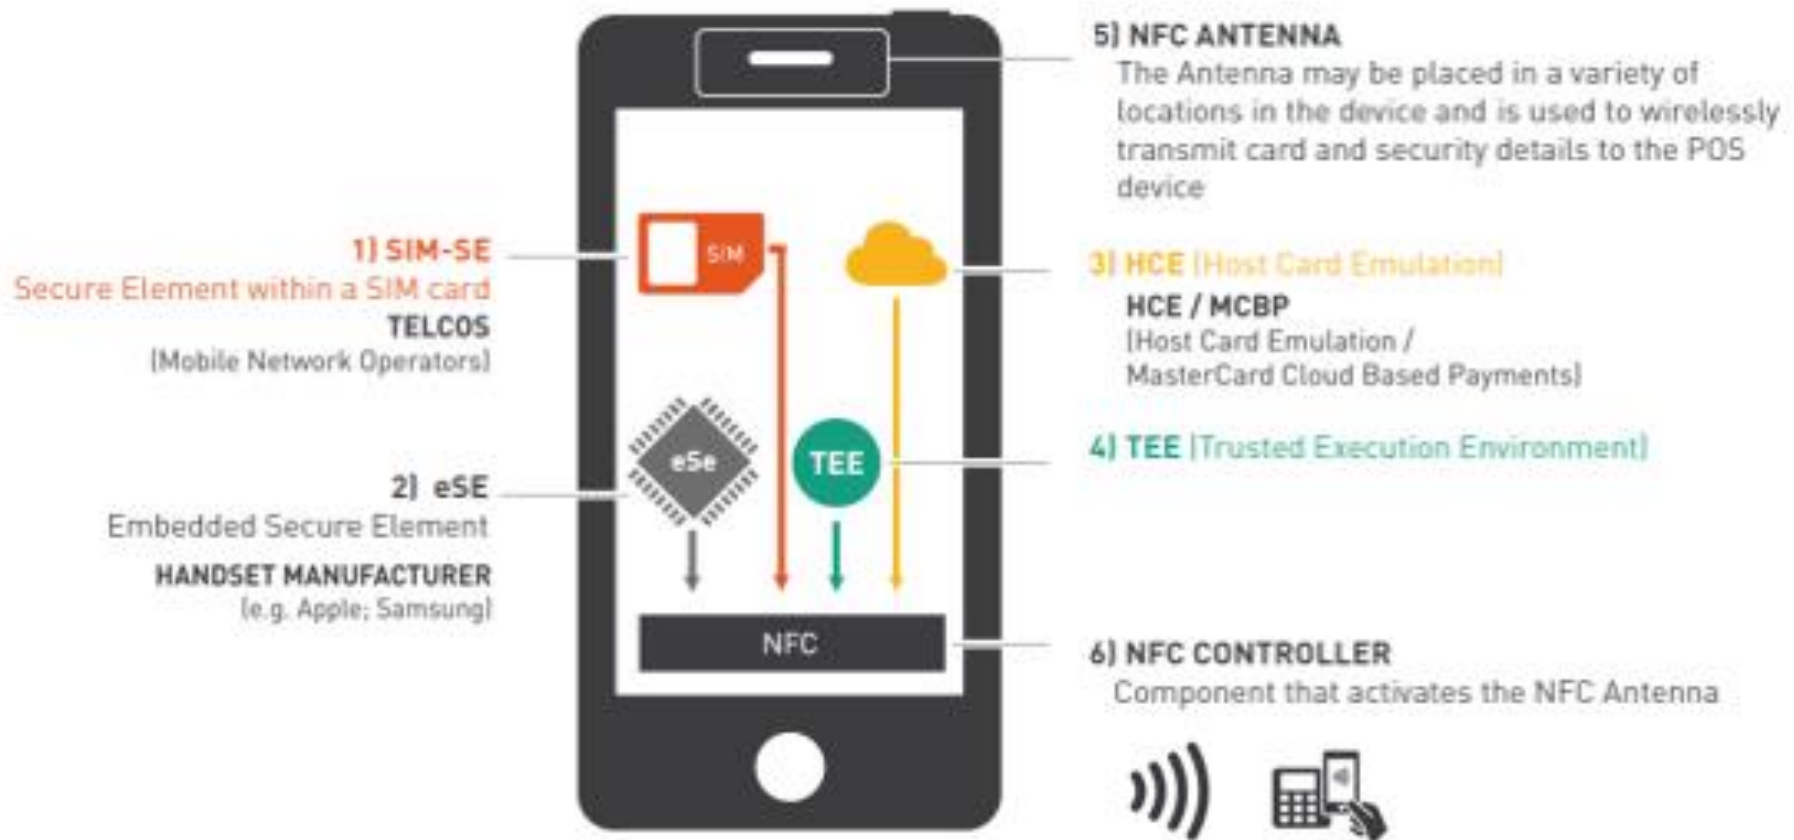 5) NFC ANTENNA
The Antenna may be placed in a variety of
locations in the device and is used to wirelessly
transmit card and security details to the POS
device
1) SIM-SE
Secure Element within a SIM card
TELCOS
(Mobile Network Operators)
SIM
3) HCE (Host Card Emulation)
HCE / MCBP
(Host Card Emulation /
MasterCard Cloud Based Payments)
2) eSE
Embedded Secure Element
HANDSET MANUFACTURER
(e.g. Apple; Samsung)
eSe
TEE
4) TEE (Trusted Execution Environment)
NFC
6) NFC CONTROLLER
Component that activates the NFC Antenna